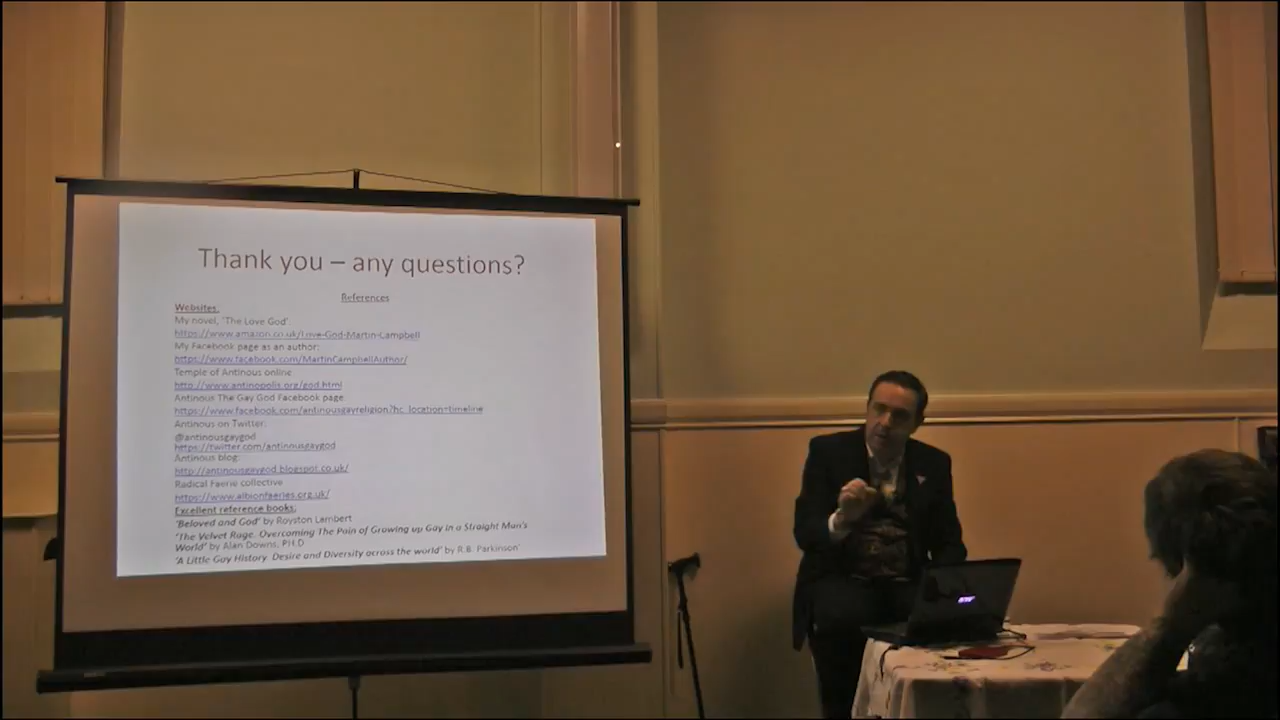 Thank you – any questions?
References
Websites:
My novel, 'The Love God'.
https://www.amazon.co.uk/Love-God-Martin-Campbell
My Facebook page as an author:
https://www.facebook.com/MartinCampbellAuthor/
Temple of Antinous online
http://www.antinopolis.org/god.html
Antinous The Gay God Facebook page:
https://www.facebook.com/antinousgayreligion?hc_location=timeline
Antinous on Twitter:
@antinousgaygod
https://twitter.com/antinousgaygod
Antinous blog:
http://antinousgaygod.blogspot.co.uk/
Radical Faerie collective
https://www.albionfaeries.org.uk/
Excellent reference books:
'Beloved and God' by Royston Lambert
'The Velvet Rage. Overcoming The Pain of Growing up Gay in a Straight Man's
World' by Alan Downs, PH.D
'A Little Gay History Desire and Diversity across the world' by R.B. Parkinson'